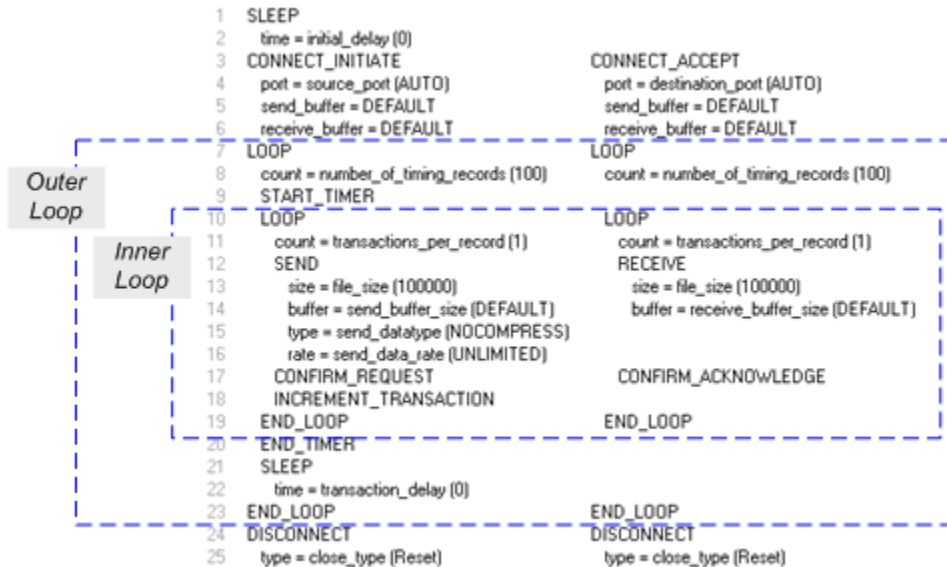 1 SLEEP
2 time = initial_delay (0)
3 CONNECT_INITIATE CONNECT_ACCEPT
4 port = source_port (AUTO) port = destination_port (AUTO)
5 send_buffer = DEFAULT send_buffer = DEFAULT
6 receive_buffer = DEFAULT receive_buffer = DEFAULT
7 LOOP LOOP
8 count = number_of_timing_records (100) count = number_of_timing_records (100)
Outer
Loop
9 START_TIMER
10 LOOP LOOP
11 count = transactions_per_record (1) count = transactions_per_record (1)
Inner
Loop
12 SEND RECEIVE
13 size = file_size (100000) size = file_size (100000)
14 buffer = send_buffer_size (DEFAULT) buffer = receive_buffer_size (DEFAULT)
15 type = send_datatype (NOCOMPRESS)
16 rate = send_data_rate (UNLIMITED)
17 CONFIRM_REQUEST CONFIRM_ACKNOWLEDGE
18 INCREMENT_TRANSACTION
19 END_LOOP END_LOOP
20 END_TIMER
21 SLEEP
22 time = transaction_delay (0)
23 END_LOOP END_LOOP
24 DISCONNECT DISCONNECT
25 type = close_type (Reset) type = close_type (Reset)